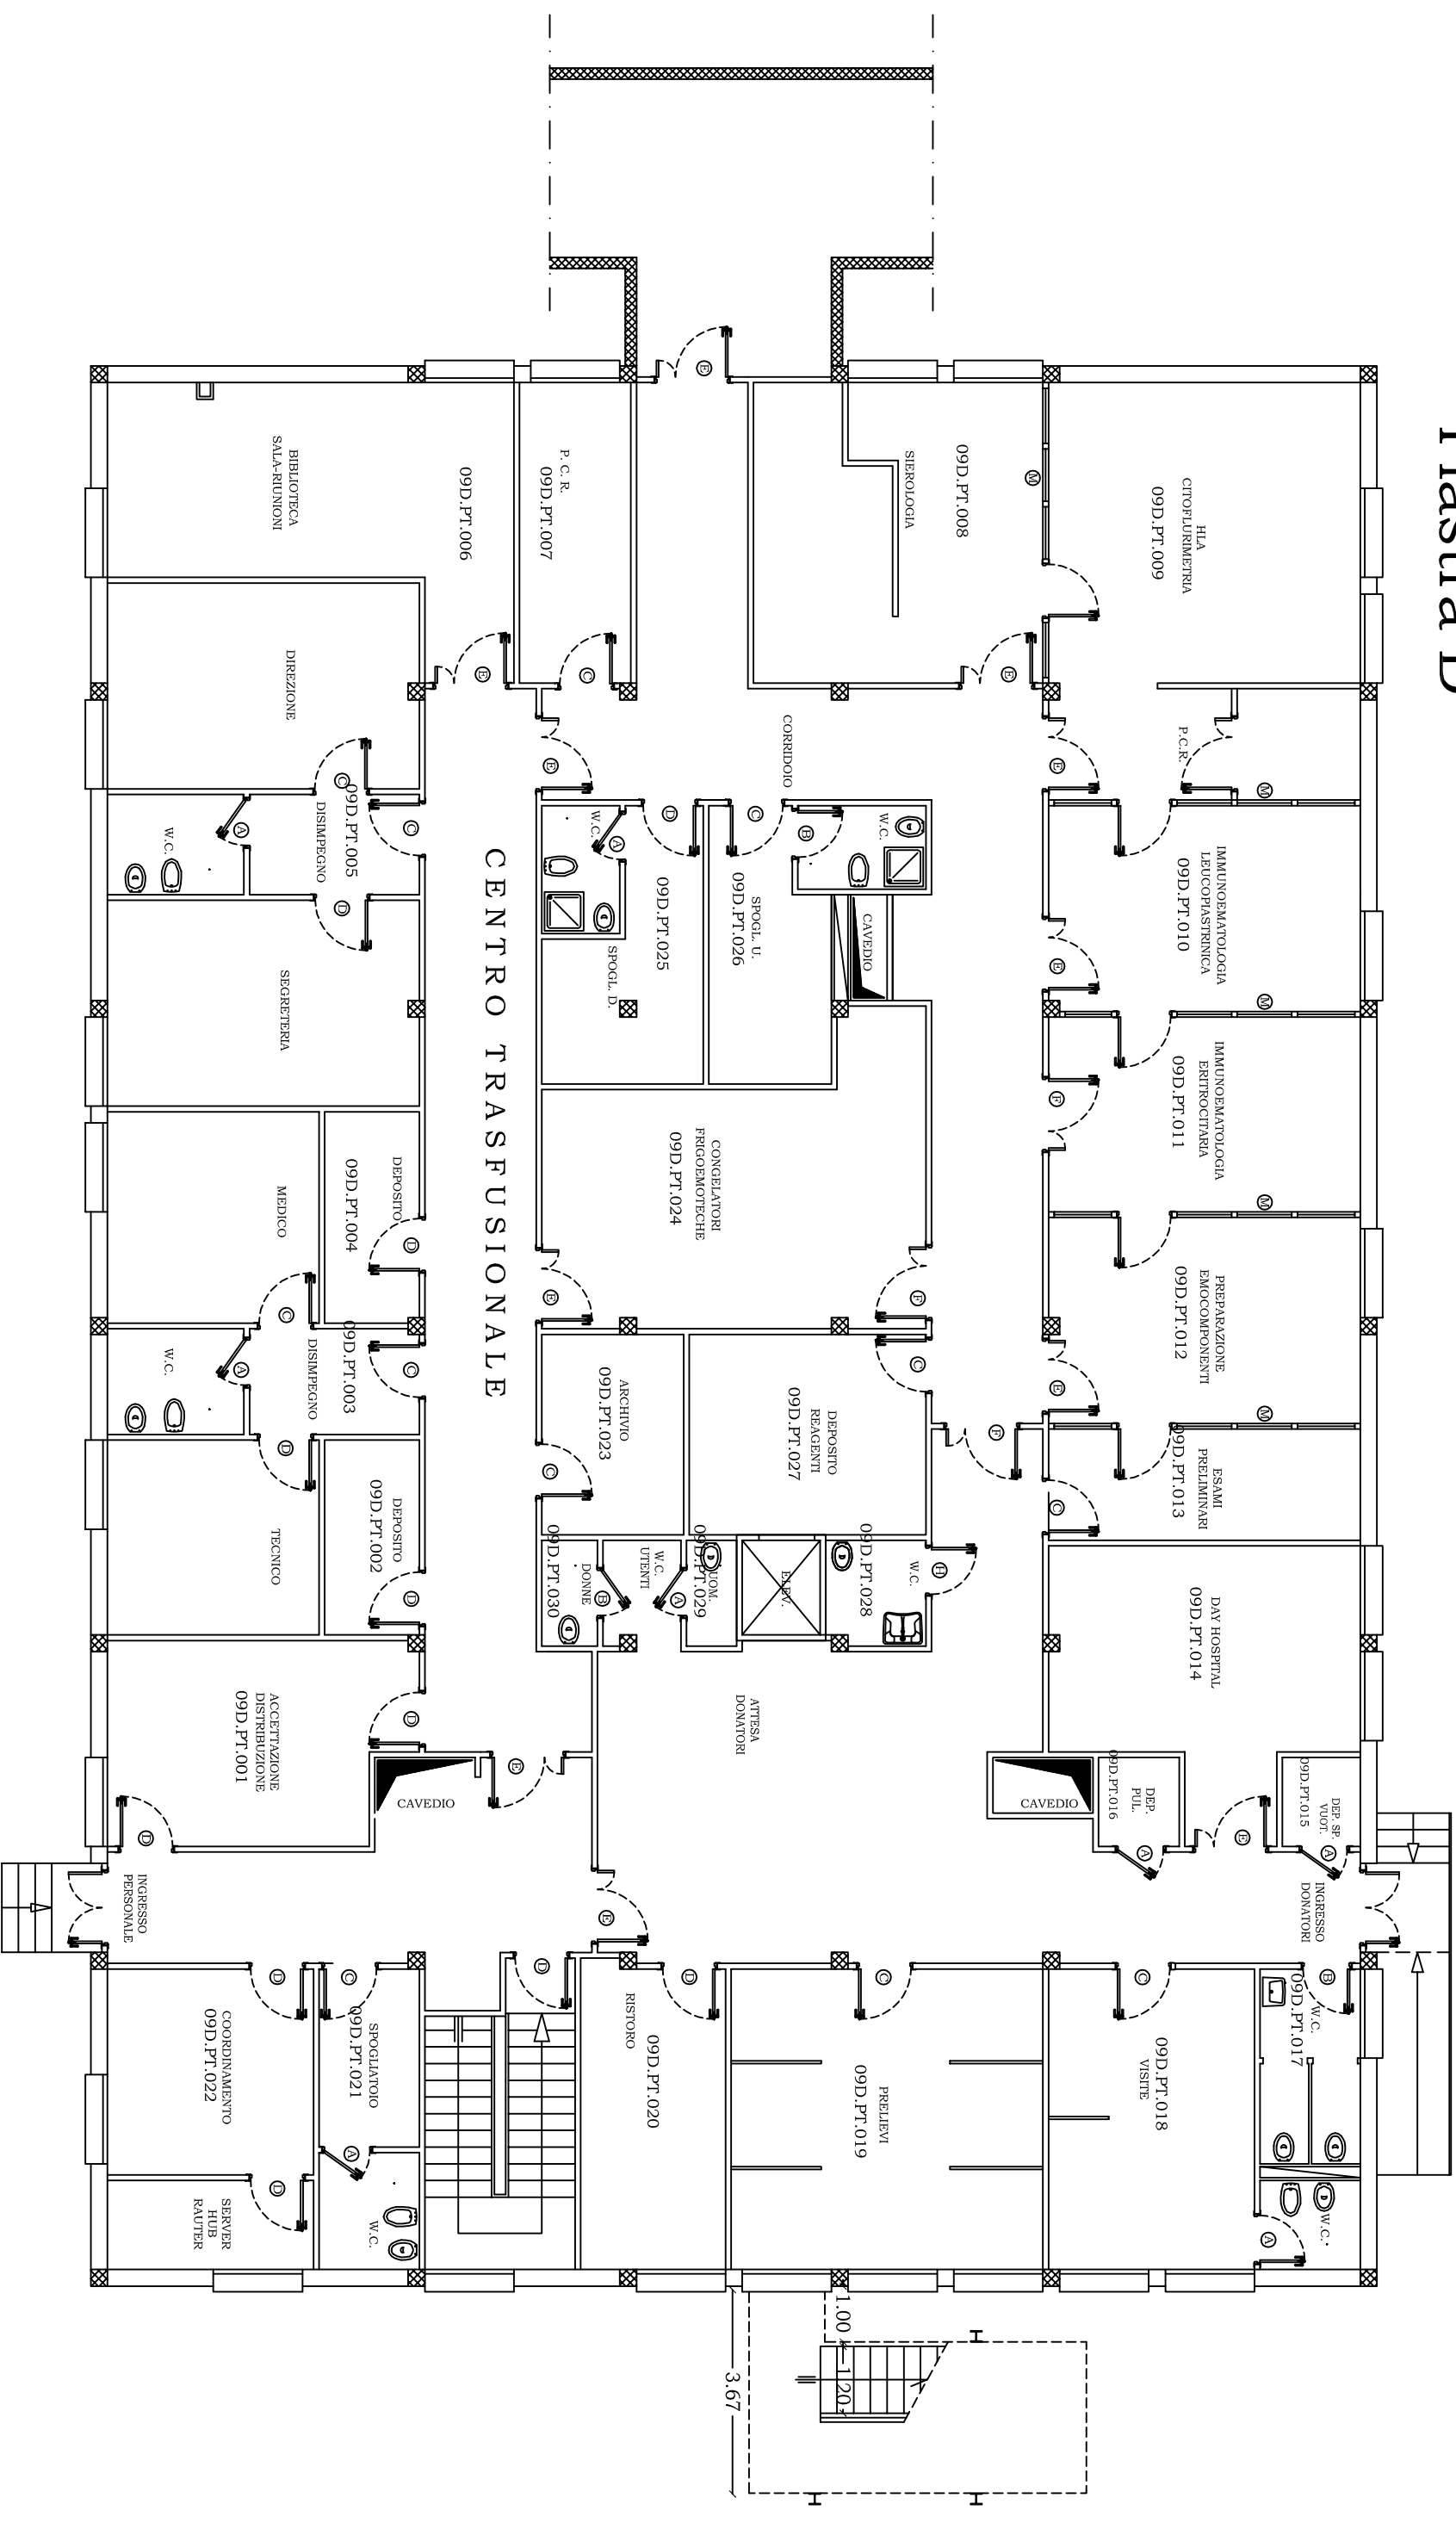 Piastra D
HLA
CITOFLURIMETRIA
09D.PT.009
P.C.R.
M
IMMUNOEMATOLOGIA
LEUCOPIASTRINICA
09D.PT.010
M
IMMUNOEMATOLOGIA
ERITROCITARIA
09D.PT.011
M
PREPARAZIONE
EMOCOMPONENTI
09D.PT.012
M
ESAMI
PRELIMINARI
09D.PT.013
DAY HOSPITAL
09D.PT.014
DEP. SP.
VUOT.
09D.PT.015
A
E
DEP.
PUL.
09D.PT.016
A
INGRESSO
DONATORI
B
W.C.
09D.PT.017
W.C.
A
C
09D.PT.018
VISITE
M
E
E
F
E
C
CAVEDIO
09D.PT.008
SIEROLOGIA
E
F
W.C.
B
CAVEDIO
F
C
H
W.C.
09D.PT.028
CORRIDOIO
C
SPOGL. U.
09D.PT.026
DEPOSITO
REAGENTI
09D.PT.027
ELEV.
ATTESA
DONATORI
C
PRELIEVI
09D.PT.019
1.00
1.20
3.67
E
D
09D.PT.025
SPOGL. D.
W.C.
A
CONGELATORI
FRIGOEMOTECHE
09D.PT.024
E
ARCHIVIO
09D.PT.023
C
UOM.
09D.PT.029
A
W.C.
UTENTI
B
DONNE
09D.PT.030
E
D
09D.PT.020
RISTORO
P. C. R.
09D.PT.007
C
E
E
D
CENTRO TRASFUSIONALE
09D.PT.006
E
BIBLIOTECA
SALA-RIUNIONI
DIREZIONE
C
C
09D.PT.005
DISIMPEGNO
D
A
W.C.
SEGRETERIA
DEPOSITO
09D.PT.004
D
MEDICO
C
C
09D.PT.003
DISIMPEGNO
D
A
W.C.
DEPOSITO
09D.PT.002
D
TECNICO
D
ACCETTAZIONE
DISTRIBUZIONE
09D.PT.001
D
CAVEDIO
INGRESSO
PERSONALE
C
SPOGLIATOIO
09D.PT.021
A
W.C.
D
COORDINAMENTO
09D.PT.022
D
SERVER
HUB
RAUTER